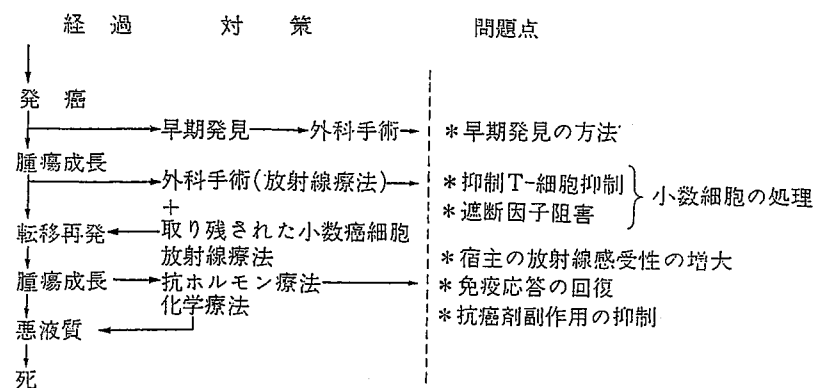 経過 対策 問題点
発癌
早期発見 外科手術 *早期発見の方法
腫瘍成長
外科手術(放射線療法) *抑制T-細胞抑制
+ *遮断因子阻害 小数細胞の処理
転移再発 取り残された小数癌細胞
放射線療法 *宿主の放射線感受性の増大
腫瘍成長 抗ホルモン療法 *免疫応答の回復
化学療法 *抗癌剤副作用の抑制
悪液質
死